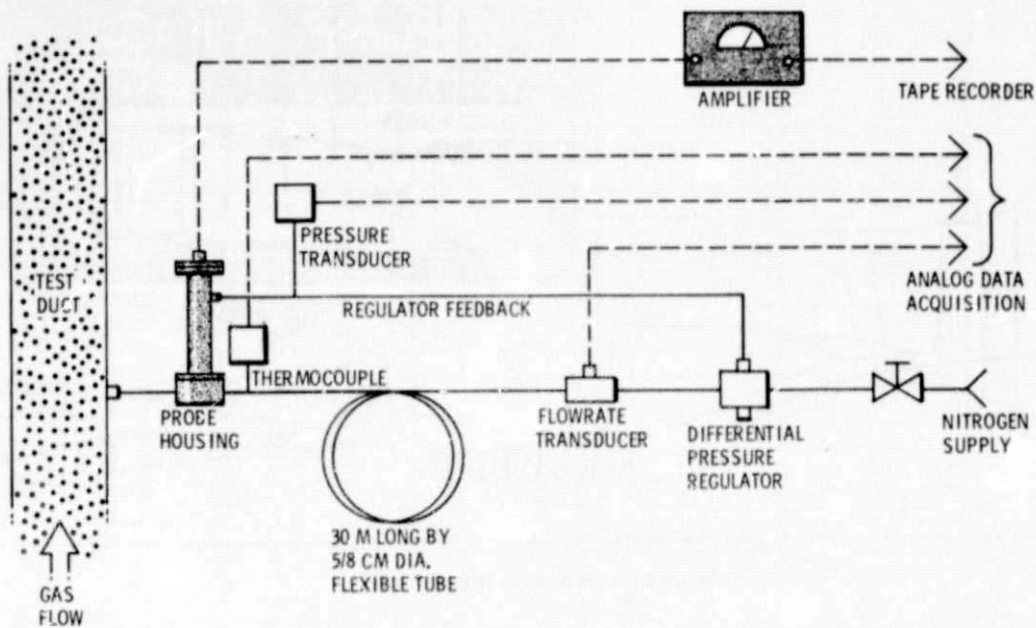 AMPLIFIER
TAPE RECORDER
PRESSURE
TRANSDUCER
TEST
DUCT
ANALOG DATA
ACQUISITION
REGULATOR FEEDBACK
THERMOCOUPLE
PROBE
HOUSING
FLOWRATE
TRANSDUCER
DIFFERENTIAL
PRESSURE
REGULATOR
NITROGEN
SUPPLY
30 M LONG BY
5/8 CM DIA.
FLEXIBLE TUBE
GAS
FLOW